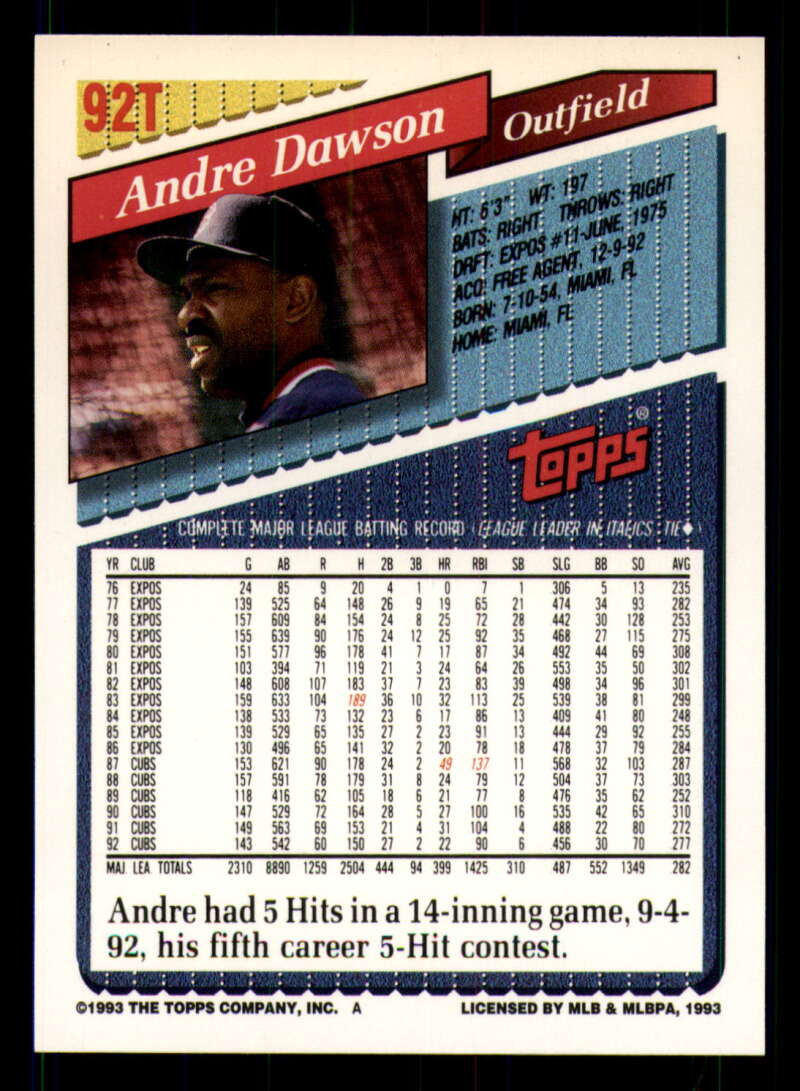 92T
Andre Dawson
Outfield
HT: 6'3" WT: 197
BATS: RIGHT THROWS: RIGHT
DRFT: EXPOS #11-JUNE, 1975
ACQ: FREE AGENT, 12-9-92
BORN: 7-10-54, MIAMI, FL
HOME: MIAMI, FL
topps®
COMPLETE MAJOR LEAGUE BATTING RECORD (LEAGUE LEADER IN ITALICS, TIE◆)
YR CLUB G AB R H 2B 3B HR RBI SB SLG BB SO AVG
76 EXPOS 24 85 9 20 4 1 0 7 1 .306 5 13 .235
77 EXPOS 139 525 64 148 26 9 19 65 21 .474 34 93 .282
78 EXPOS 157 609 84 154 24 8 25 72 28 .442 30 128 .253
79 EXPOS 155 639 90 176 24 12 25 92 35 .468 27 115 .275
80 EXPOS 151 577 96 178 41 7 17 87 34 .492 44 69 .308
81 EXPOS 103 394 71 119 21 3 24 64 26 .553 35 50 .302
82 EXPOS 148 608 107 183 37 7 23 83 39 .498 34 96 .301
83 EXPOS 159 633 104 189 36 10 32 113 25 .539 38 81 .299
84 EXPOS 138 533 73 132 23 6 17 86 13 .409 41 80 .248
85 EXPOS 139 529 65 135 27 2 23 91 13 .444 29 92 .255
86 EXPOS 130 496 65 141 32 2 20 78 18 .478 37 79 .284
87 CUBS 153 621 90 178 24 2 49 137 11 .568 32 103 .287
88 CUBS 157 591 78 179 31 8 24 79 12 .504 37 73 .303
89 CUBS 118 416 62 105 18 6 21 77 8 .476 35 62 .252
90 CUBS 147 529 72 164 28 5 27 100 16 .535 42 65 .310
91 CUBS 149 563 69 153 21 4 31 104 4 .488 22 80 .272
92 CUBS 143 542 60 150 27 2 22 90 6 .456 30 70 .277
MAJ. LEA. TOTALS 2310 8890 1259 2504 444 94 399 1425 310 .487 552 1349 .282
Andre had 5 Hits in a 14-inning game, 9-4-
92, his fifth career 5-Hit contest.
©1993 THE TOPPS COMPANY, INC. A LICENSED BY MLB & MLBPA, 1993